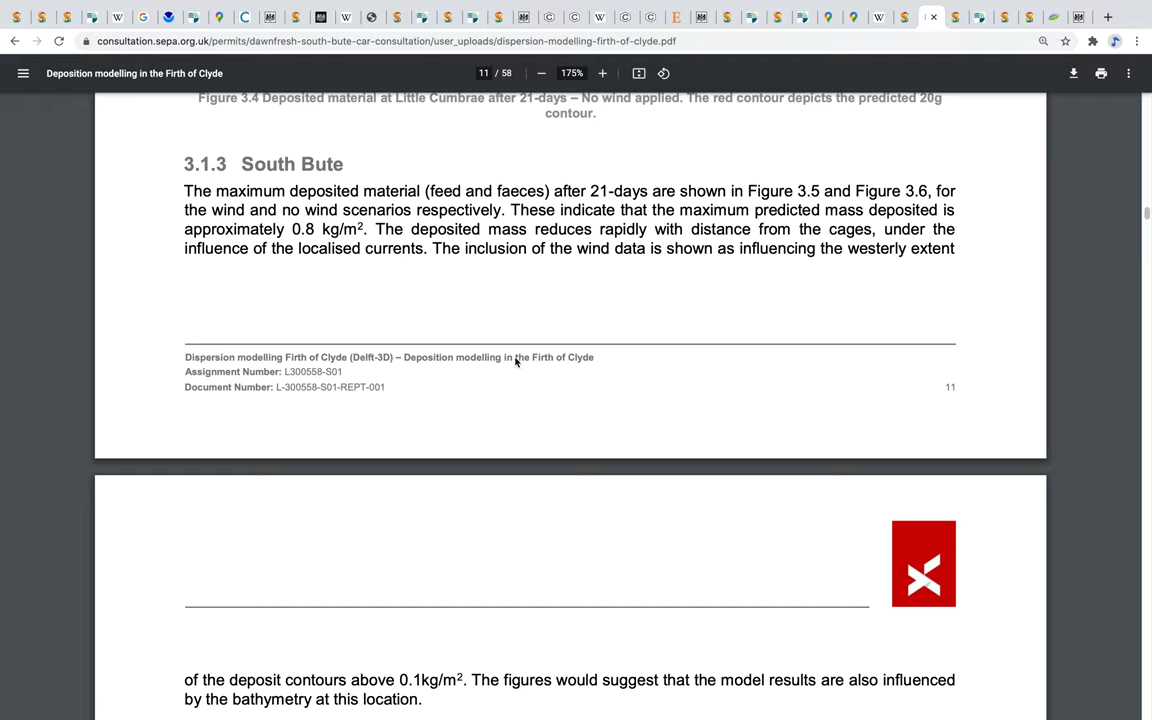 consultation.sepa.org.uk/permits/dawnfresh-south-bute-car-consultation/user_uploads/dispersion-modelling-firth-of-clyde.pdf
Deposition modelling in the Firth of Clyde
11 / 58
175%
Figure 3.4 Deposited material at Little Cumbrae after 21-days – No wind applied. The red contour depicts the predicted 20g
contour.
3.1.3 South Bute
The maximum deposited material (feed and faeces) after 21-days are shown in Figure 3.5 and Figure 3.6, for
the wind and no wind scenarios respectively. These indicate that the maximum predicted mass deposited is
approximately 0.8 kg/m². The deposited mass reduces rapidly with distance from the cages, under the
influence of the localised currents. The inclusion of the wind data is shown as influencing the westerly extent
Dispersion modelling Firth of Clyde (Delft-3D) – Deposition modelling in the Firth of Clyde
Assignment Number: L300558-S01
Document Number: L-300558-S01-REPT-001
11
of the deposit contours above 0.1kg/m². The figures would suggest that the model results are also influenced
by the bathymetry at this location.